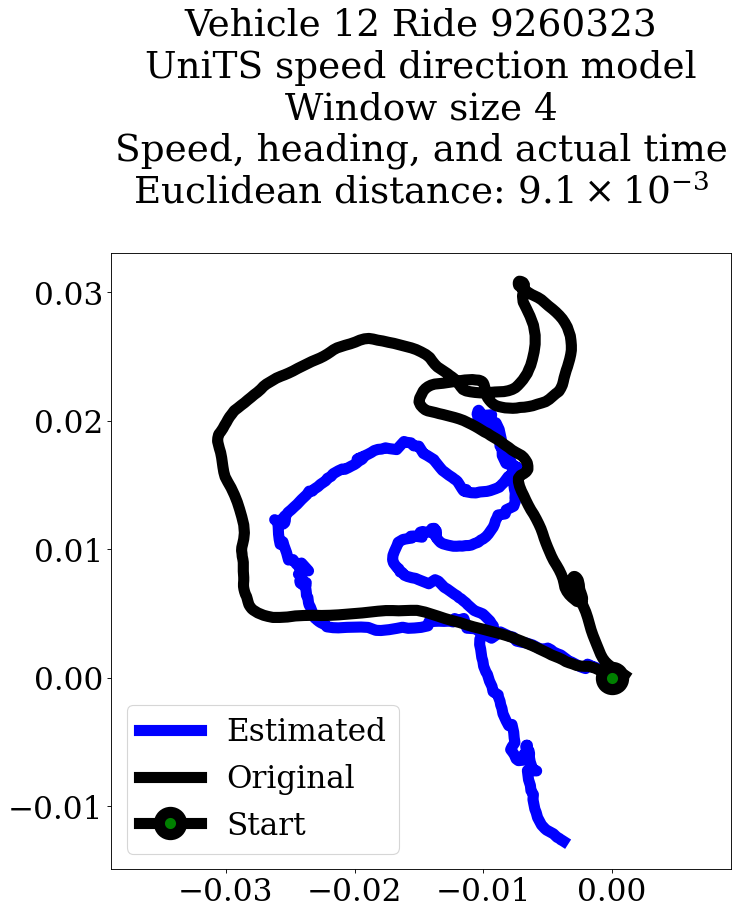 Vehicle 12 Ride 9260323
UniTS speed direction model
Window size 4
Speed, heading, and actual time
Euclidean distance: 9.1 × 10⁻³
0.03
0.02
0.01
0.00
−0.01
Estimated
Original
Start
−0.03 −0.02 −0.01 0.00